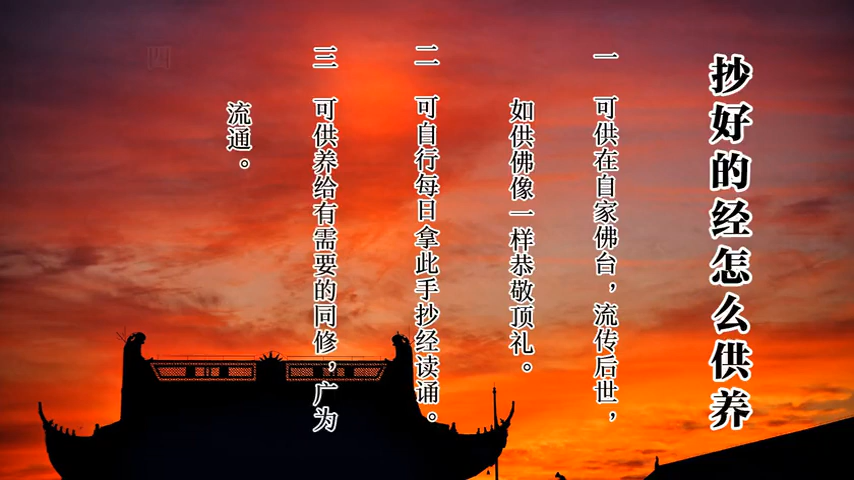 抄好的经怎么供养
一 可供在自家佛台，流传后世，
如供佛像一样恭敬顶礼。
二 可自行每日拿此手抄经读诵。
三 可供养给有需要的同修，广为
流通。
四